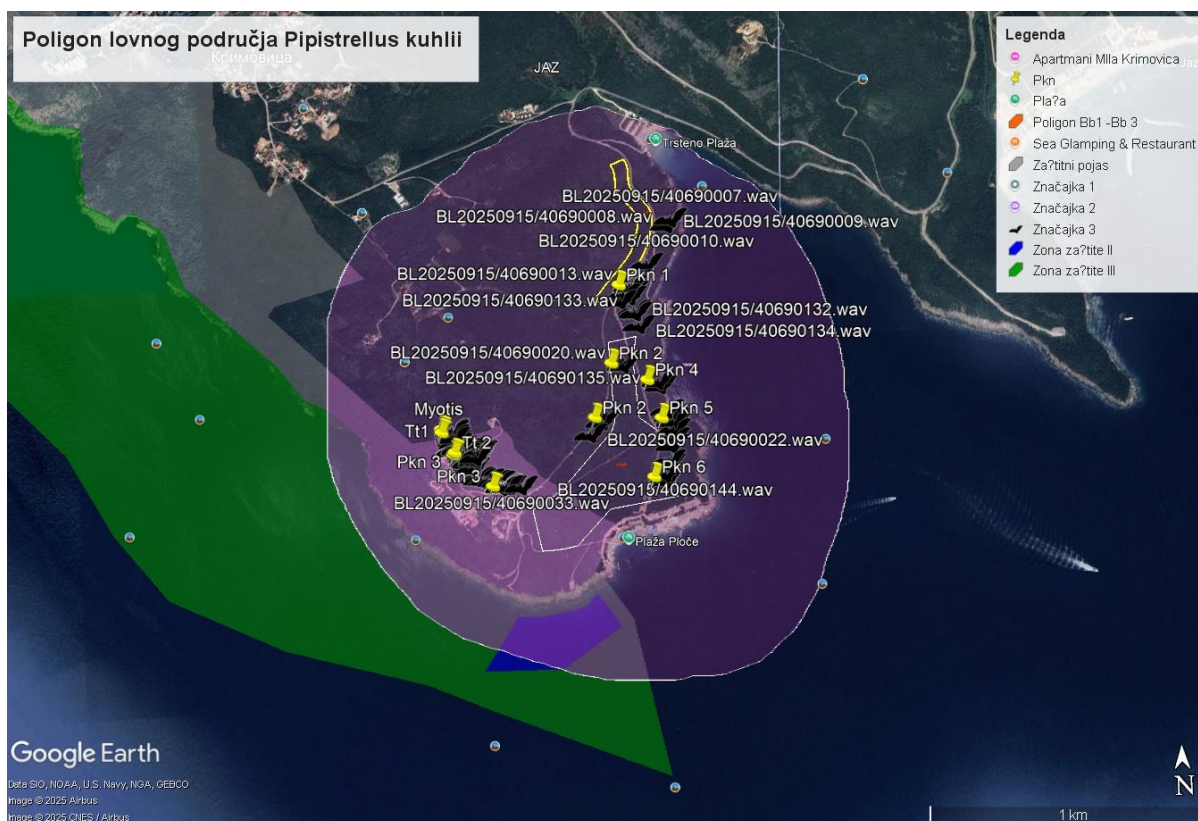 Poligon lovnog područja Pipistrellus kuhlii
Кримовица
JAZ
Trsteno Plaža
BL20250915/40690007.wav
BL20250915/40690008.wav
BL20250915/40690009.wav
BL20250915/40690010.wav
BL20250915/40690013.wav
Pkn 1
BL20250915/40690133.wav
BL20250915/40690132.wav
BL20250915/40690134.wav
BL20250915/40690020.wav
Pkn 2
BL20250915/40690135.wav
Pkn 4
Myotis
Pkn 2
Pkn 5
Tt1
Tt 2
BL20250915/40690022.wav
Pkn 3
Pkn 3
Pkn 6
BL20250915/40690144.wav
BL20250915/40690033.wav
Plaža Ploče
Legenda
Apartmani MIla Krimovica
Pkn
Pla?a
Poligon Bb1 -Bb 3
Sea Glamping & Restaurant
Za?titni pojas
Značajka 1
Značajka 2
Značajka 3
Zona za?tite II
Zona za?tite III
Google Earth
Data SIO, NOAA, U.S. Navy, NGA, GEBCO
Image © 2025 Airbus
Image © 2025 CNES / Airbus
N
1 km